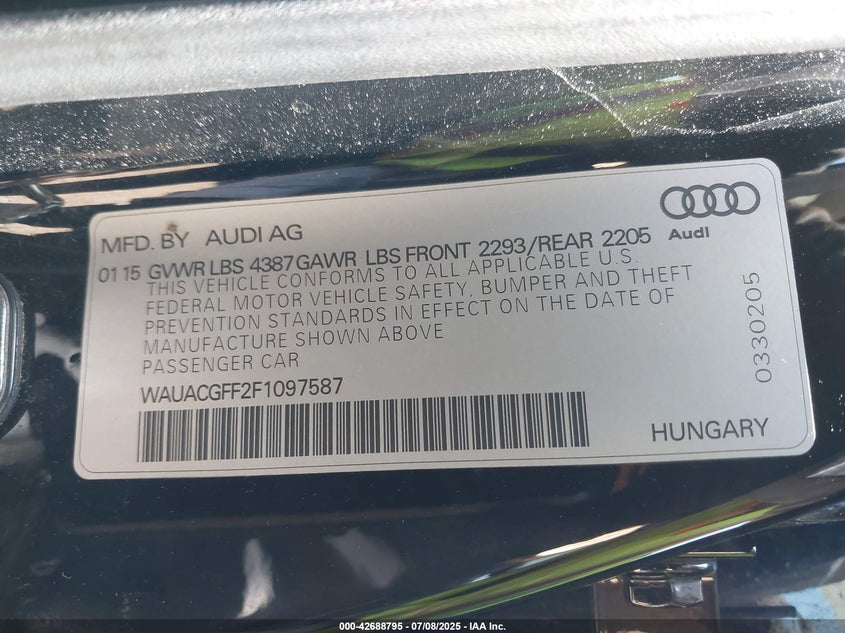 MFD. BY AUDI AG
Audi
01 15 GVWR LBS 4387 GAWR LBS FRONT 2293/REAR 2205
THIS VEHICLE CONFORMS TO ALL APPLICABLE U.S.
FEDERAL MOTOR VEHICLE SAFETY, BUMPER AND THEFT
PREVENTION STANDARDS IN EFFECT ON THE DATE OF
MANUFACTURE SHOWN ABOVE
PASSENGER CAR
WAUACGFF2F1097587
0330205
HUNGARY
000-42688795 - 07/08/2025 - IAA Inc.